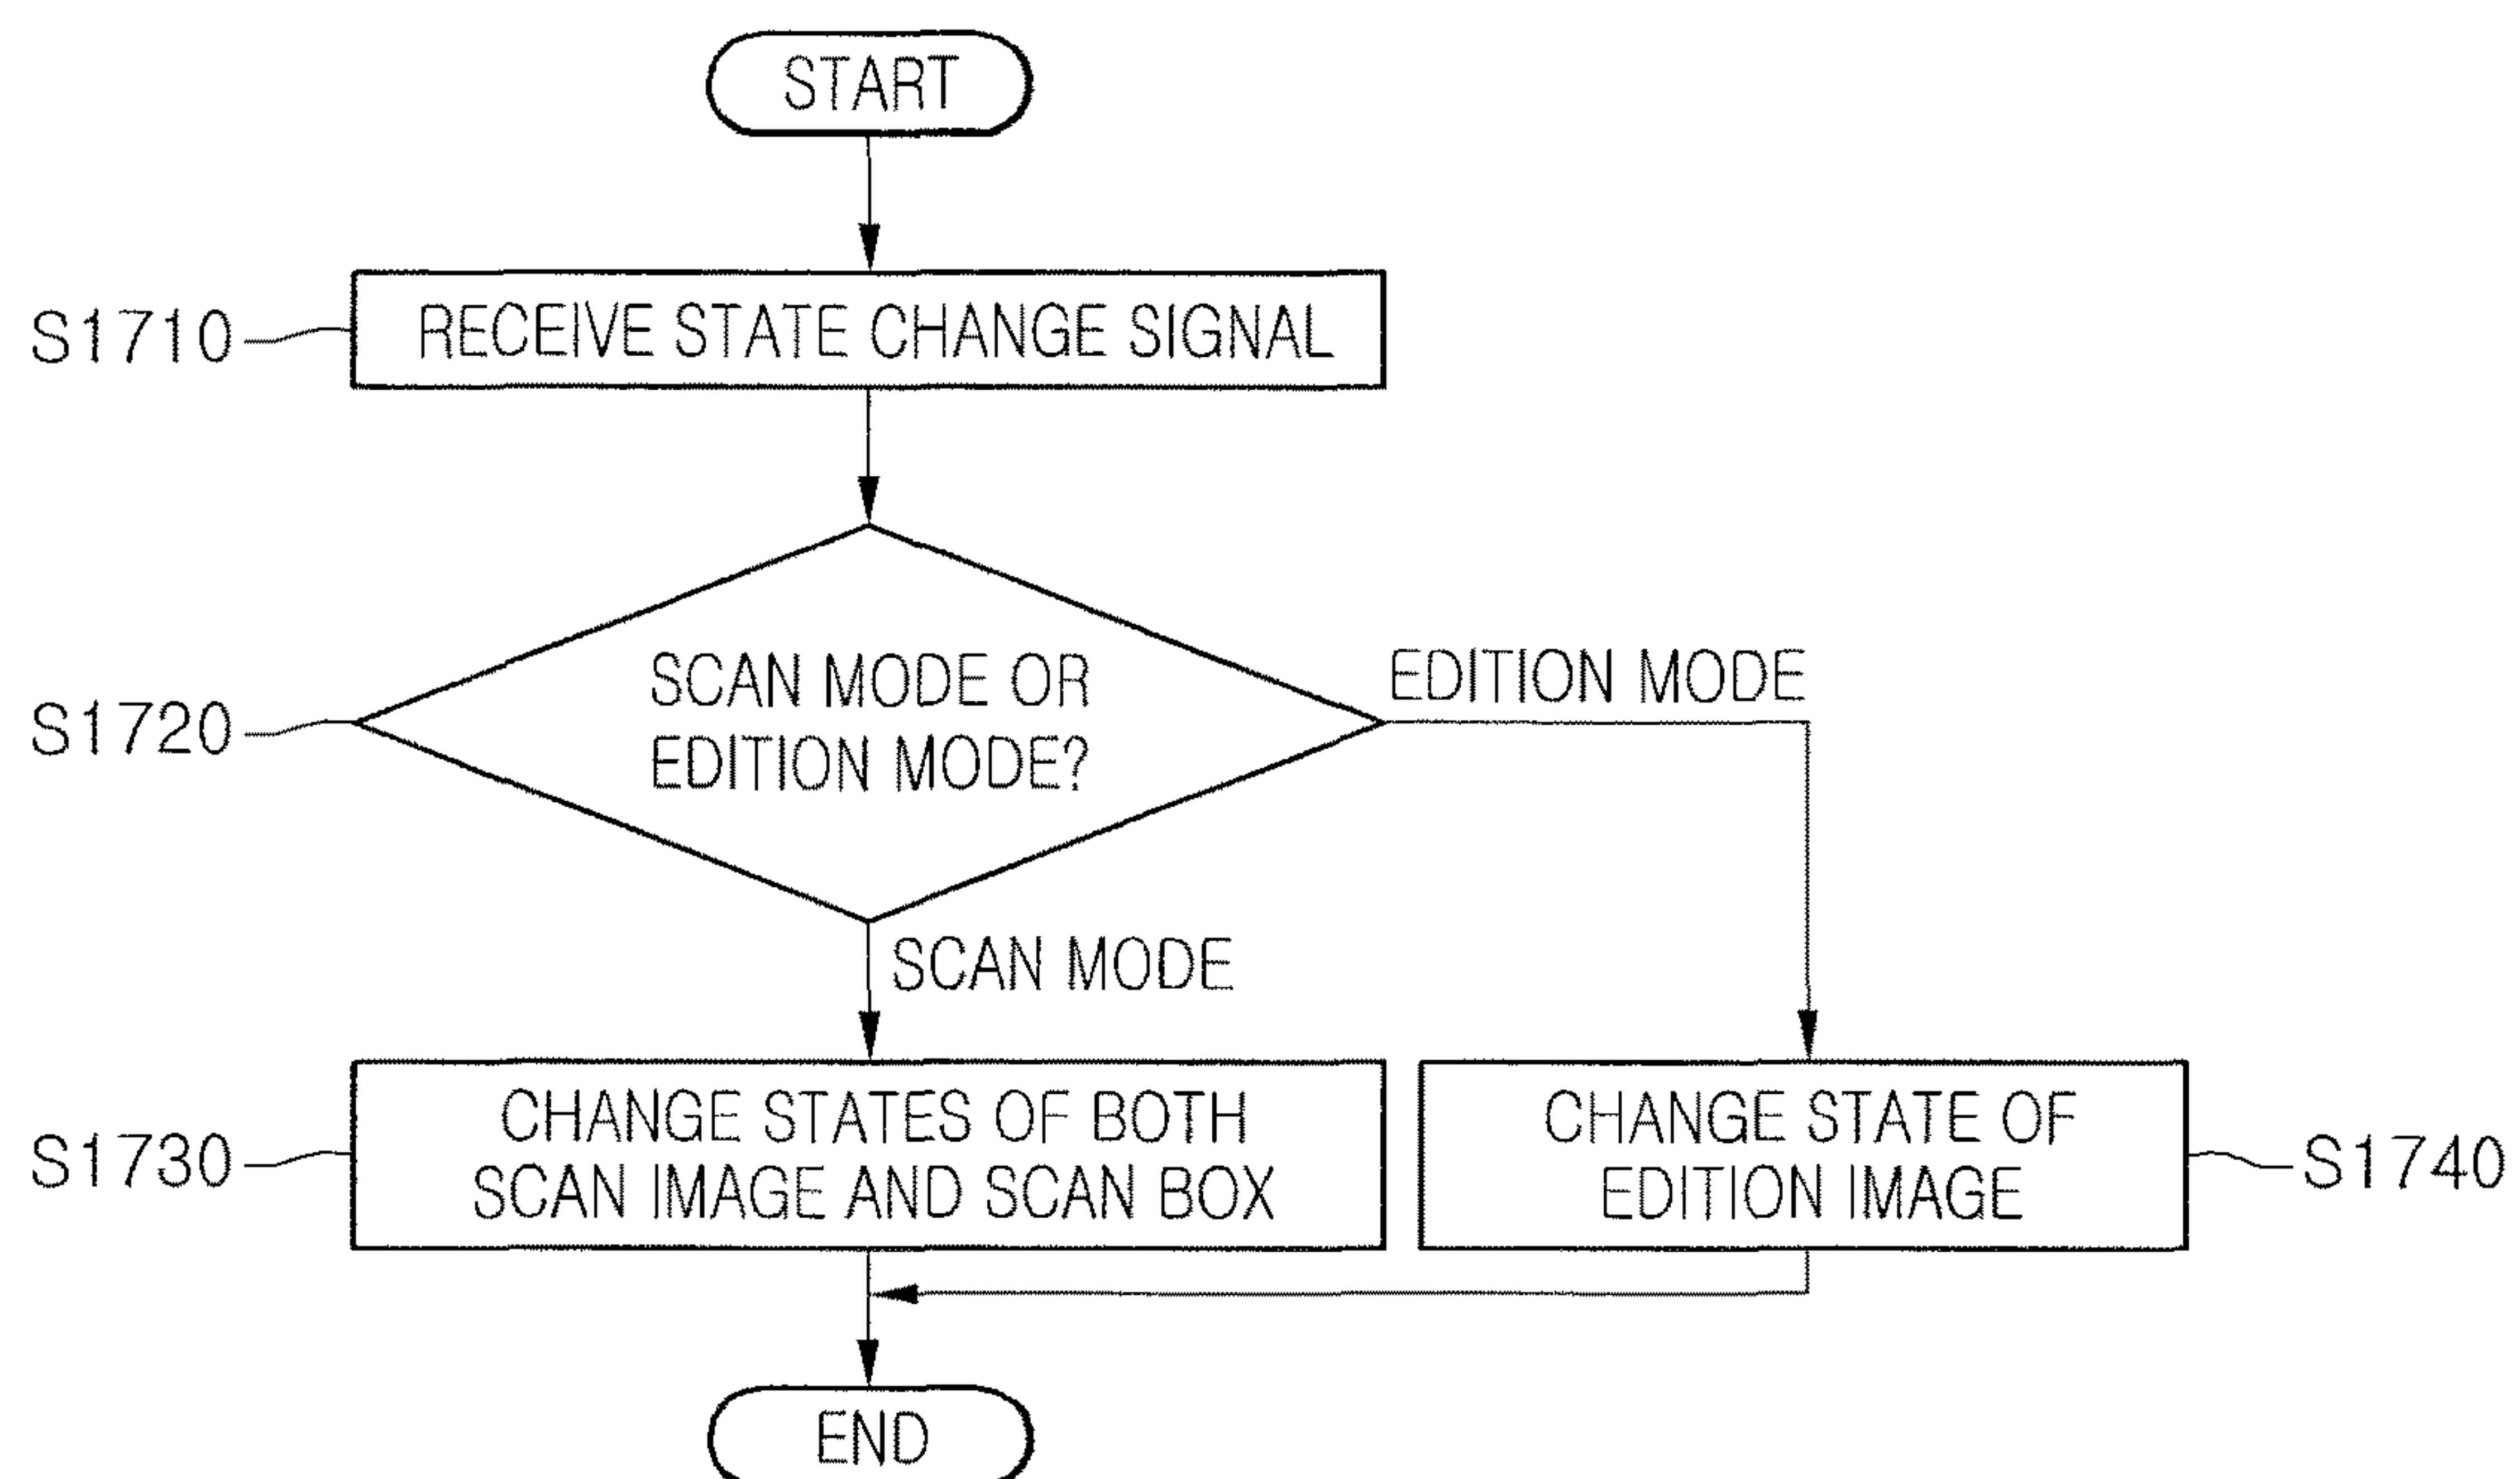 START
S1710
RECEIVE STATE CHANGE SIGNAL
S1720
SCAN MODE OR
EDITION MODE?
EDITION MODE
SCAN MODE
S1730
CHANGE STATES OF BOTH
SCAN IMAGE AND SCAN BOX
CHANGE STATE OF
EDITION IMAGE
S1740
END